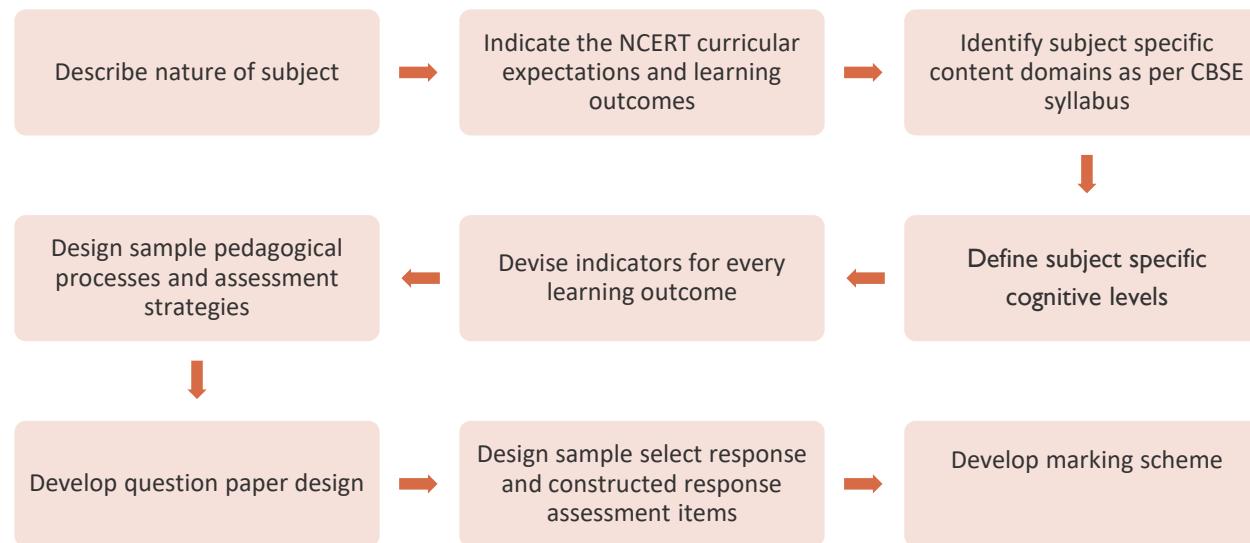 Describe nature of subject
Indicate the NCERT curricular
expectations and learning
outcomes
Identify subject specific
content domains as per CBSE
syllabus
Define subject specific
cognitive levels
Devise indicators for every
learning outcome
Design sample pedagogical
processes and assessment
strategies
Develop question paper design
Design sample select response
and constructed response
assessment items
Develop marking scheme